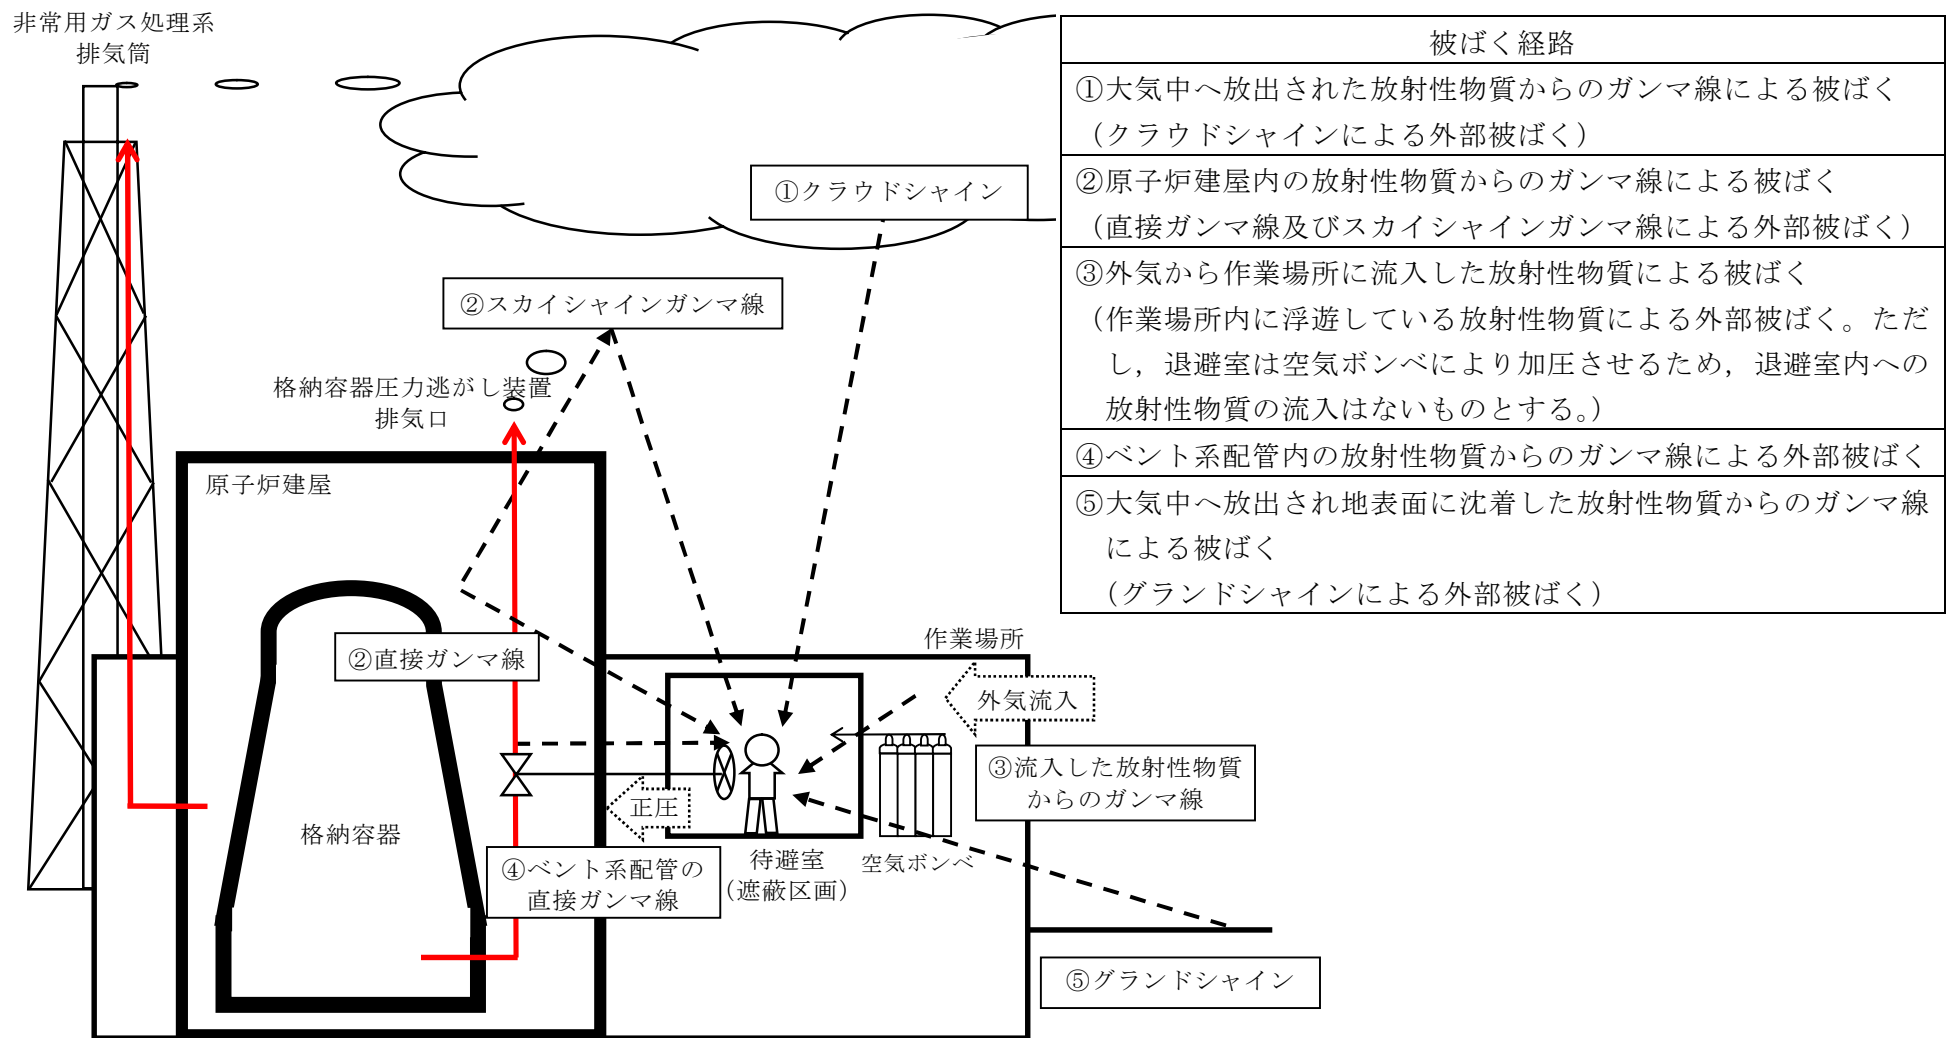 非常用ガス処理系
排気筒
①クラウドシャイン
②スカイシャインガンマ線
格納容器圧力逃がし装置
排気口
原子炉建屋
②直接ガンマ線
作業場所
外気流入
③流入した放射性物質
からのガンマ線
正圧
格納容器
④ベント系配管の
直接ガンマ線
待避室
（遮蔽区画）
空気ボンベ
⑤グランドシャイン
被ばく経路
①大気中へ放出された放射性物質からのガンマ線による被ばく
（クラウドシャインによる外部被ばく）
②原子炉建屋内の放射性物質からのガンマ線による被ばく
（直接ガンマ線及びスカイシャインガンマ線による外部被ばく）
③外気から作業場所に流入した放射性物質による被ばく
（作業場所内に浮遊している放射性物質による外部被ばく。ただ
し，退避室は空気ボンベにより加圧させるため，退避室内への
放射性物質の流入はないものとする。）
④ベント系配管内の放射性物質からのガンマ線による外部被ばく
⑤大気中へ放出され地表面に沈着した放射性物質からのガンマ線
による被ばく
（グランドシャインによる外部被ばく）